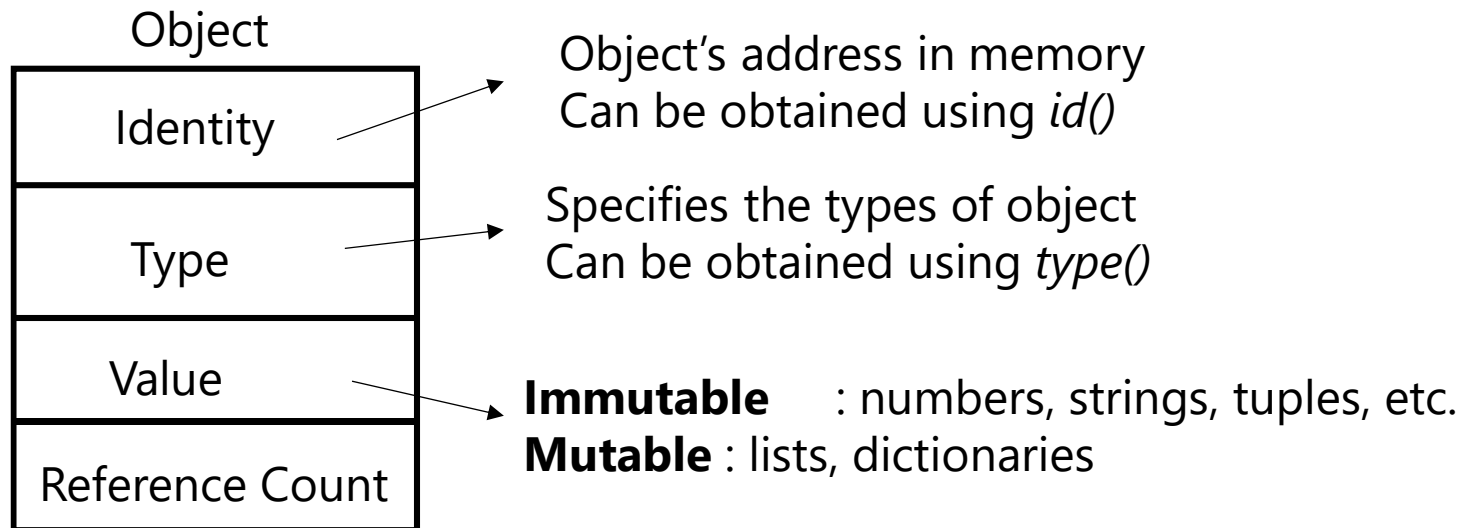 Object
Identity
Object’s address in memory
Can be obtained using id()
Type
Specifies the types of object
Can be obtained using type()
Value
Immutable : numbers, strings, tuples, etc.
Mutable : lists, dictionaries
Reference Count